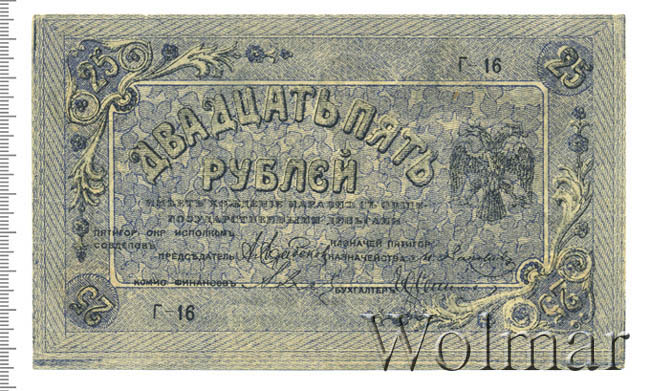 25 Г-16 25
ДВАДЦАТЬ ПЯТЬ
РУБЛЕЙ
ИМѢЕТЪ ХОЖДЕНІЕ НАРАВНѢ СЪ ОБЩЕ-
ГОСУДАРСТВЕННЫМИ ДЕНЬГАМИ
ПЯТИГОР. ОКР ИСПОЛКОМЪ
СОВДЕПОВЪ
ПРЕДСѢДАТЕЛЬ
КАЗНАЧЕЙ ПЯТИГОР.
КАЗНАЧЕЙСТВА
КОМИС ФИНАНСОВЪ
БУХГАЛТЕРЪ
25 Г-16 25
Wolmar